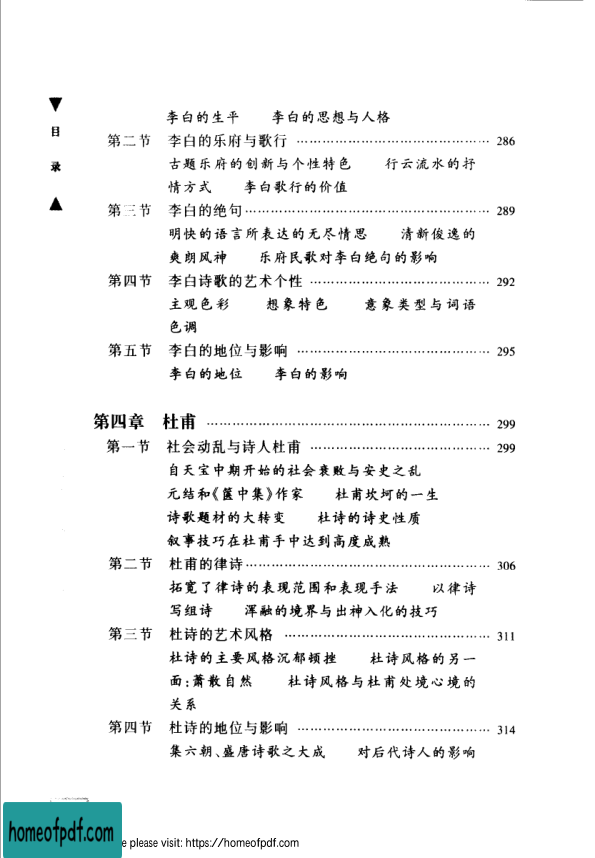 ▼
目
录
▲
李白的生平 李白的思想与人格
第二节 李白的乐府与歌行 …… 286
古题乐府的创新与个性特色 行云流水的抒
情方式 李白歌行的价值
第三节 李白的绝句 …… 289
明快的语言所表达的无尽情思 清新俊逸的
爽朗风神 乐府民歌对李白绝句的影响
第四节 李白诗歌的艺术个性 …… 292
主观色彩 想象特色 意象类型与词语
色调
第五节 李白的地位与影响 …… 295
李白的地位 李白的影响
第四章 杜甫 …… 299
第一节 社会动乱与诗人杜甫 …… 299
自天宝中期开始的社会衰败与安史之乱
元结和《箧中集》作家 杜甫坎坷的一生
诗歌题材的大转变 杜诗的诗史性质
叙事技巧在杜甫手中达到高度成熟
第二节 杜甫的律诗 …… 306
拓宽了律诗的表现范围和表现手法 以律诗
写组诗 浑融的境界与出神入化的技巧
第三节 杜诗的艺术风格 …… 311
杜诗的主要风格沉郁顿挫 杜诗风格的另一
面:萧散自然 杜诗风格与杜甫处境心境的
关系
第四节 杜诗的地位与影响 …… 314
集六朝、盛唐诗歌之大成 对后代诗人的影响
homeofpdf.com
e please visit: https://homeofpdf.com